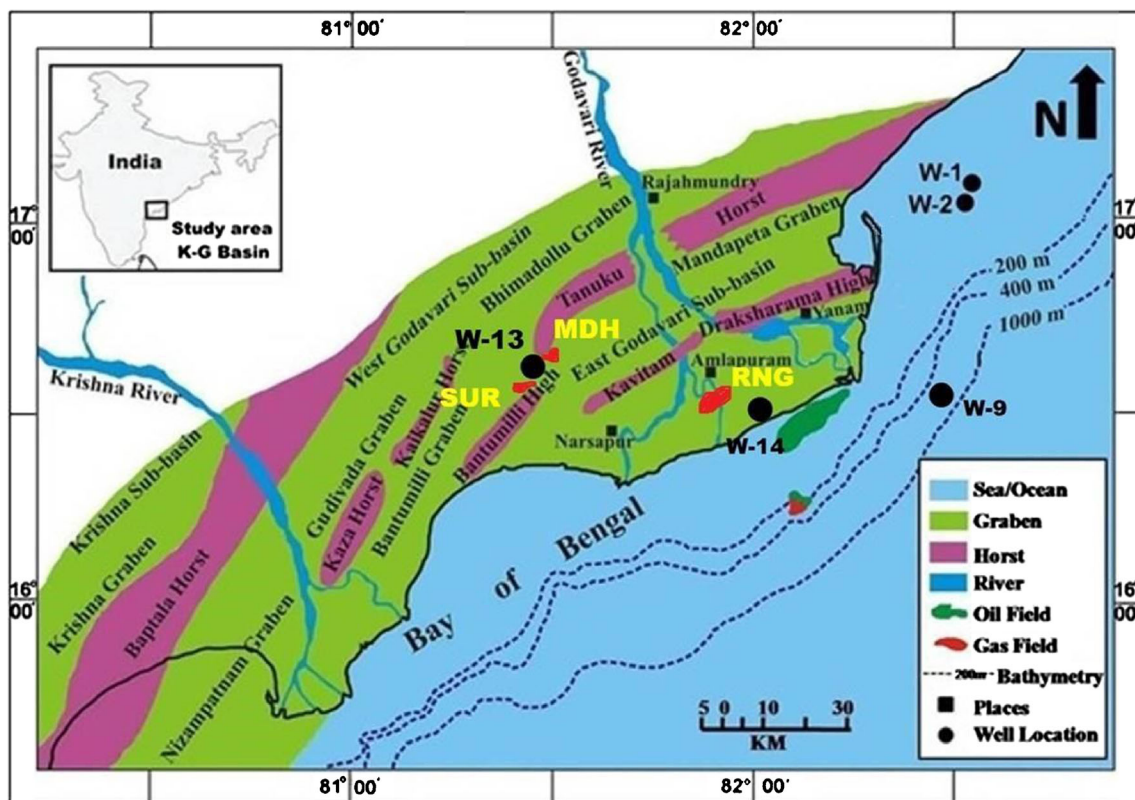 81° 00'
82° 00'
17°
00'
17
00'
India
Study area
K-G Basin
N
Godavari River
Rajahmundry
Horst
Mandapeta Graben
W-1
W-2
West Godavari Sub-basin
Bhimadollu Graben
Tanuku
East Godavari Sub-basin
Draksharama High
Yanam
200 m
400 m
1000 m
W-13
MDH
Krishna River
SUR
Kaikalur Horst
Bantumilli High
Kavitam
Amlapuram
RNG
W-9
W-14
Narsapur
Krishna Sub-basin
Gudivada Graben
Bantumilli Graben
Kaza Horst
Krishna Graben
Baptala Horst
Nizampatnam Graben
Bay of Bengal
16°
00'
16°
00'
Sea/Ocean
Graben
Horst
River
Oil Field
Gas Field
200m Bathymetry
Places
Well Location
5 0 10 30
KM
81° 00'
82° 00'